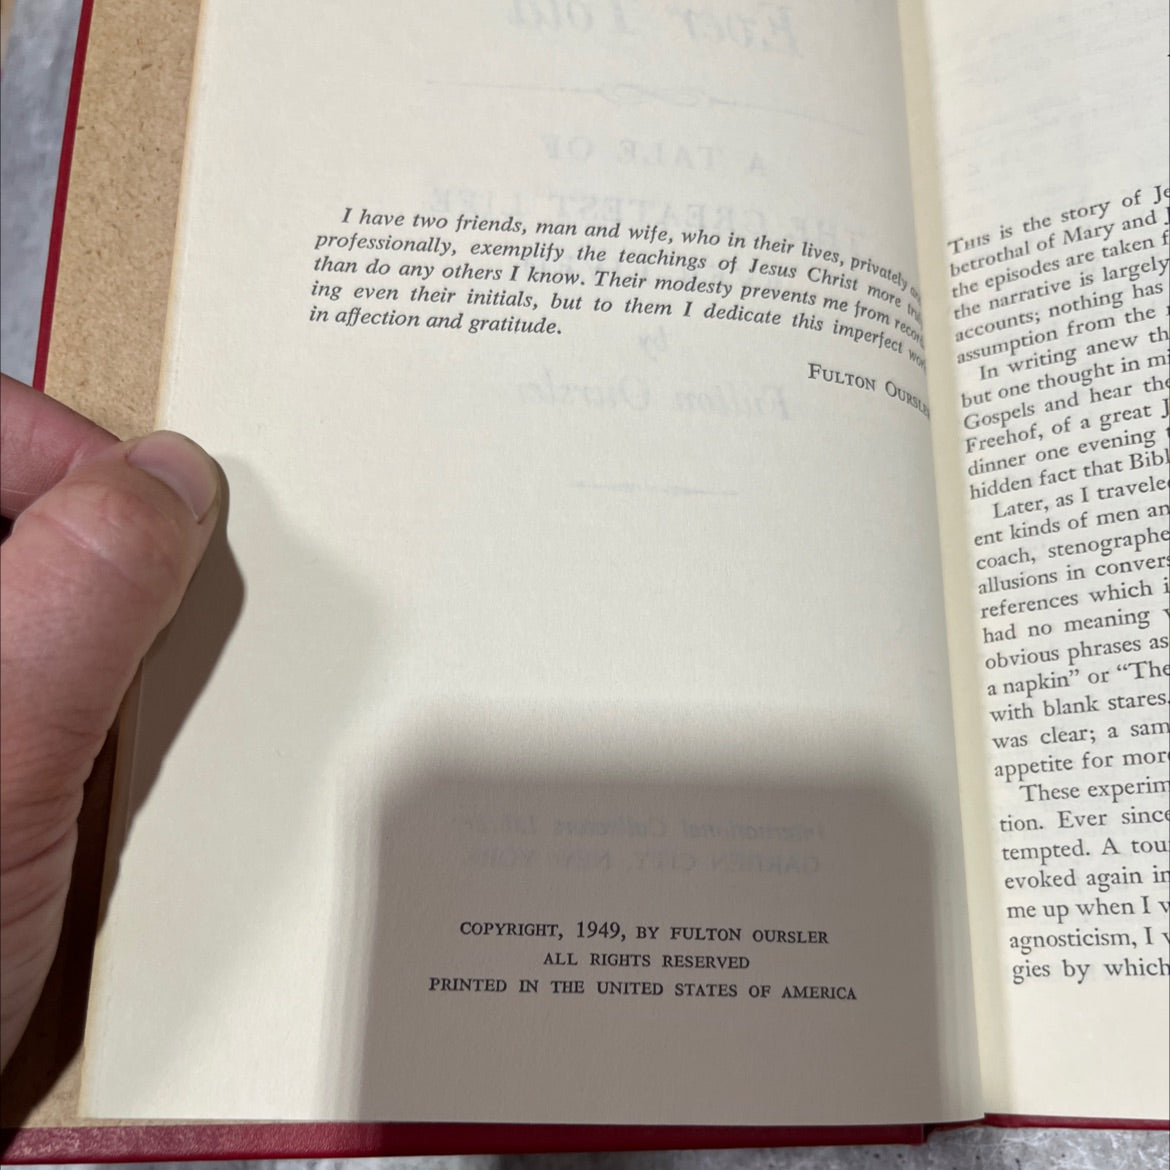 I have two friends, man and wife, who in their lives, privately and
professionally, exemplify the teachings of Jesus Christ more truly
than do any others I know. Their modesty prevents me from record-
ing even their initials, but to them I dedicate this imperfect work
in affection and gratitude.
FULTON OURSLER
COPYRIGHT, 1949, BY FULTON OURSLER
ALL RIGHTS RESERVED
PRINTED IN THE UNITED STATES OF AMERICA
THIS is the story of
betrothal of Mary and
the episodes are taken
the narrative is largely
accounts; nothing has
assumption from the
In writing anew
but one thought in
Gospels and hear
Freehof, of a great
dinner one evening
hidden fact that
Later, as I
ent kinds of men
coach,
allusions in
references which
had no meaning
obvious phrases as
a napkin" or "The
with blank stares.
was clear; a
appetite for
These
tion. Ever since
tempted. A
evoked again in
me up when I
agnosticism, I
gies by which